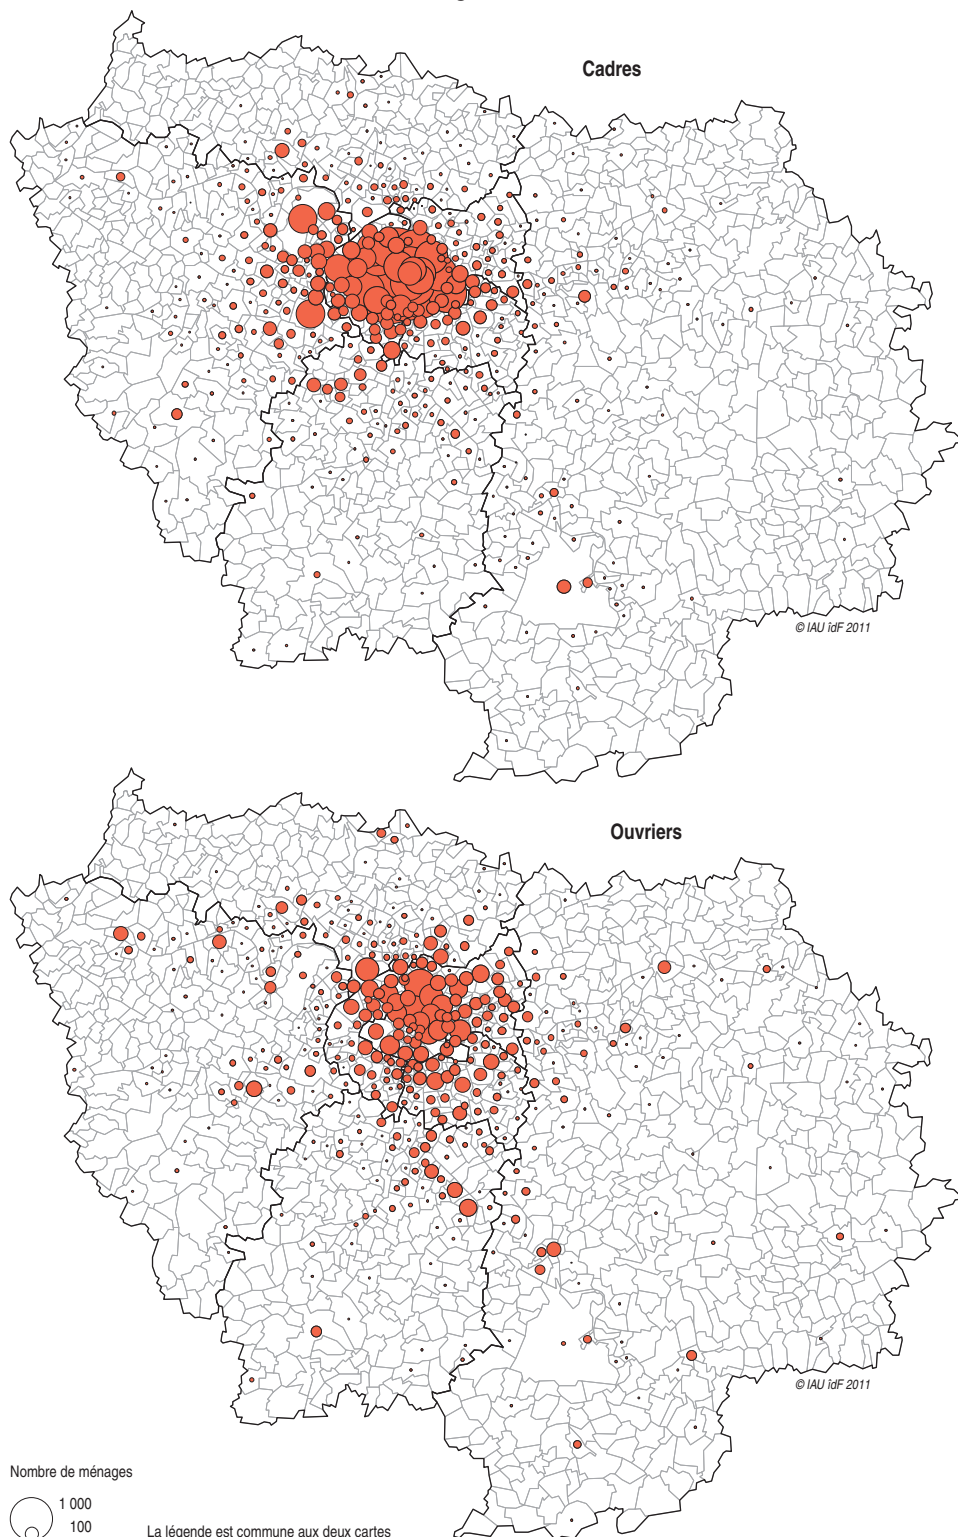 Cadres
© IAU îdF 2011
Ouvriers
© IAU îdF 2011
Nombre de ménages
1 000
100
La légende est commune aux deux cartes